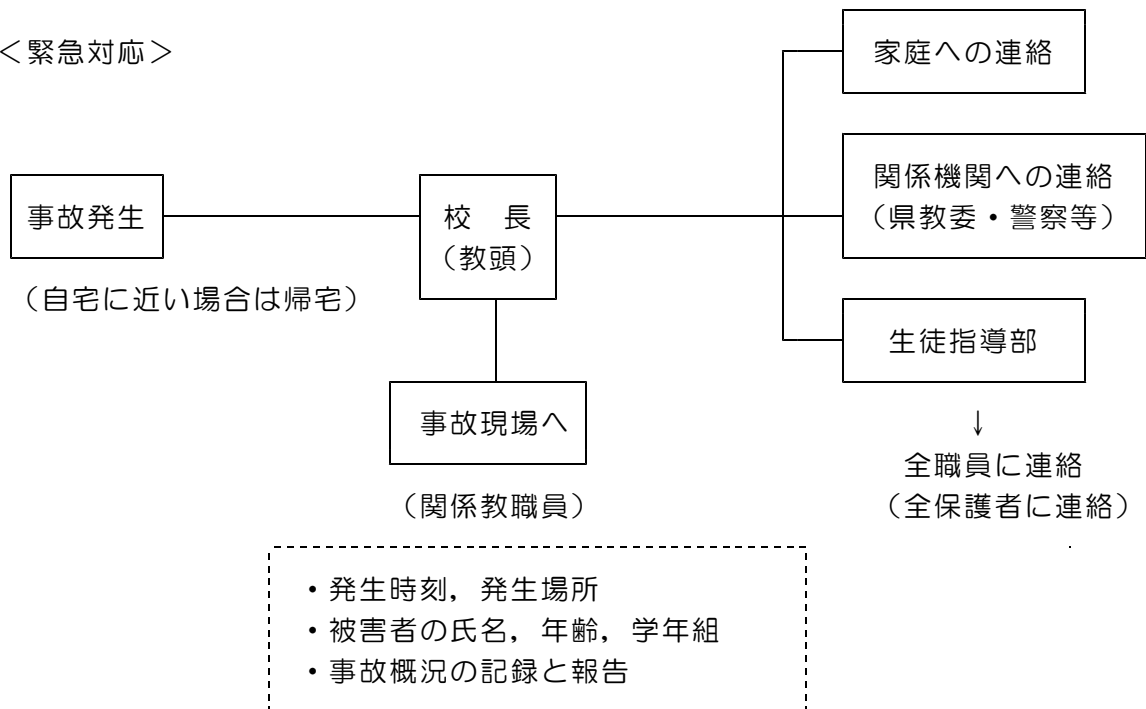 ＜緊急対応＞
家庭への連絡
関係機関への連絡
（県教委・警察等）
事故発生
校　長
（教頭）
（自宅に近い場合は帰宅）
生徒指導部
事故現場へ
（関係教職員）
↓
全職員に連絡
（全保護者に連絡）
・発生時刻，発生場所
・被害者の氏名，年齢，学年組
・事故概況の記録と報告